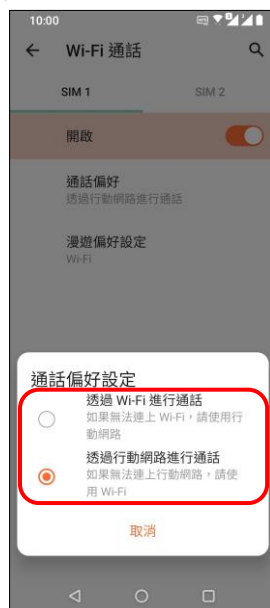 10:00
Wi-Fi 通話
SIM 1
SIM 2
開啟
通話偏好
透過行動網路進行通話
漫遊偏好設定
Wi-Fi
通話偏好設定
透過 Wi-Fi 進行通話
如果無法連上 Wi-Fi，請使用行
動網路
透過行動網路進行通話
如果無法連上行動網路，請使
用 Wi-Fi
取消